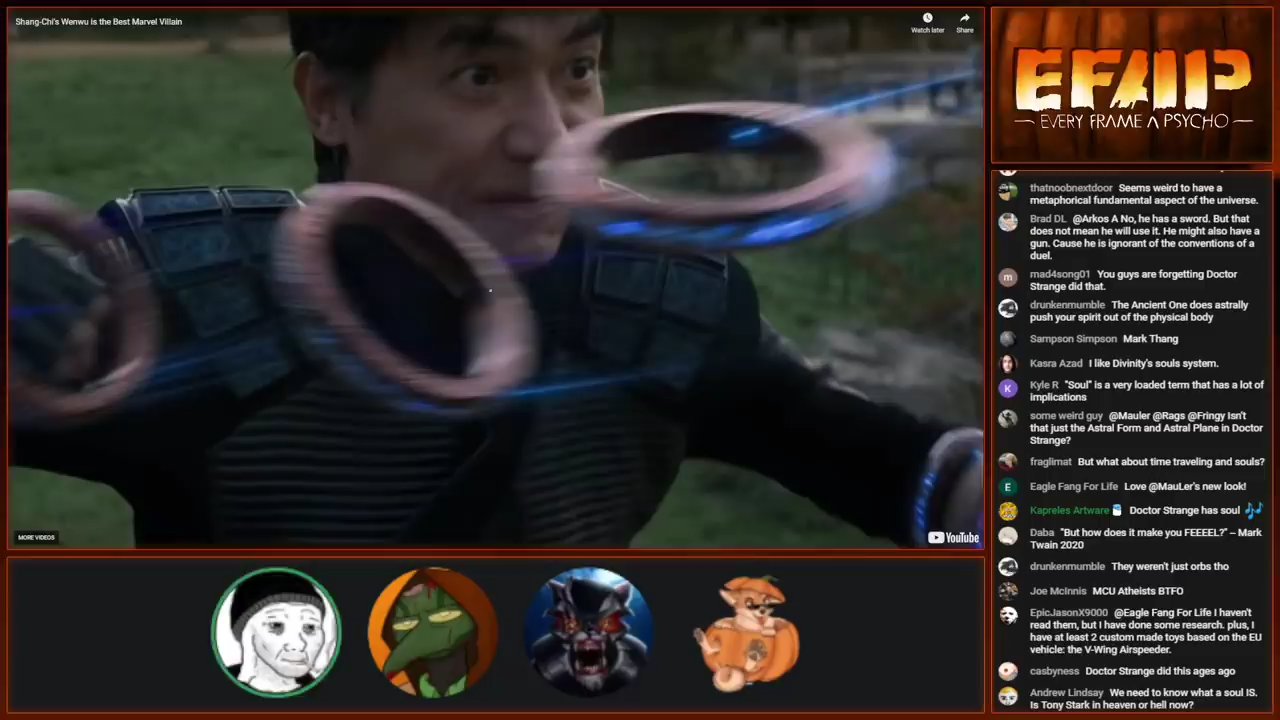 Shang-Chi's Wenwu is the Best Marvel Villain
Watch later
Share
MORE VIDEOS
YouTube
EFAP
EVERY FRAME A PSYCHO
thatnoobnextdoor Seems weird to have a
metaphorical fundamental aspect of the universe.
Brad DL @Arkos A No, he has a sword. But that
does not mean he will use it. He might also have a
gun. Cause he is ignorant of the conventions of a
duel.
m
mad4song01 You guys are forgetting Doctor
Strange did that.
drunkenmumble The Ancient One does astrally
push your spirit out of the physical body
Sampson Simpson Mark Thang
Kasra Azad I like Divinity's souls system.
K
Kyle R "Soul" is a very loaded term that has a lot of
implications
some weird guy @Mauler @Rags @Fringy Isn't
that just the Astral Form and Astral Plane in Doctor
Strange?
fraglimat But what about time traveling and souls?
E
Eagle Fang For Life Love @MauLer's new look!
Kapreles Artware Doctor Strange has soul 🎶
Daba "But how does it make you FEEEEL?" -- Mark
Twain 2020
drunkenmumble They weren't just orbs tho
Joe McInnis MCU Atheists BTFO
EpicJasonX9000 @Eagle Fang For Life I haven't
read them, but I have done some research. plus, I
have at least 2 custom made toys based on the EU
vehicle: the V-Wing Airspeeder.
casbyness Doctor Strange did this ages ago
Andrew Lindsay We need to know what a soul IS.
Is Tony Stark in heaven or hell now?